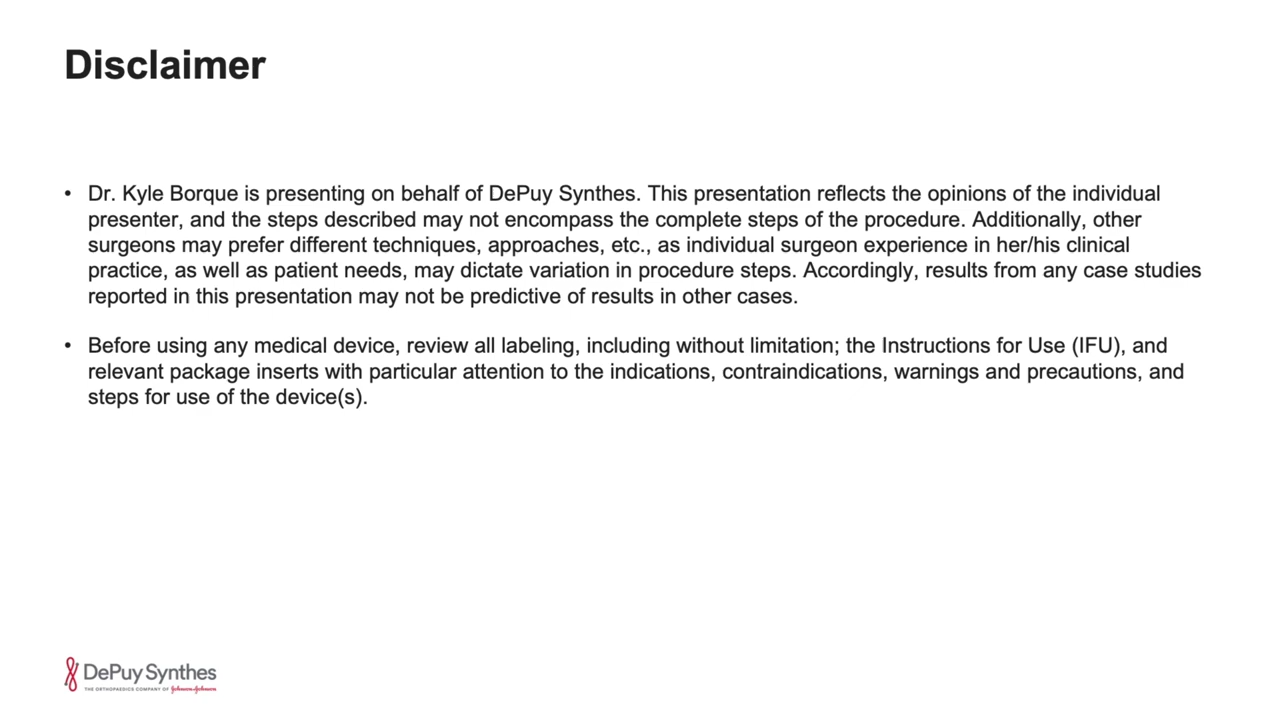 Disclaimer
• Dr. Kyle Borque is presenting on behalf of DePuy Synthes. This presentation reflects the opinions of the individual
presenter, and the steps described may not encompass the complete steps of the procedure. Additionally, other
surgeons may prefer different techniques, approaches, etc., as individual surgeon experience in her/his clinical
practice, as well as patient needs, may dictate variation in procedure steps. Accordingly, results from any case studies
reported in this presentation may not be predictive of results in other cases.
• Before using any medical device, review all labeling, including without limitation; the Instructions for Use (IFU), and
relevant package inserts with particular attention to the indications, contraindications, warnings and precautions, and
steps for use of the device(s).
DePuy Synthes
THE ORTHOPAEDICS COMPANY OF Johnson & Johnson